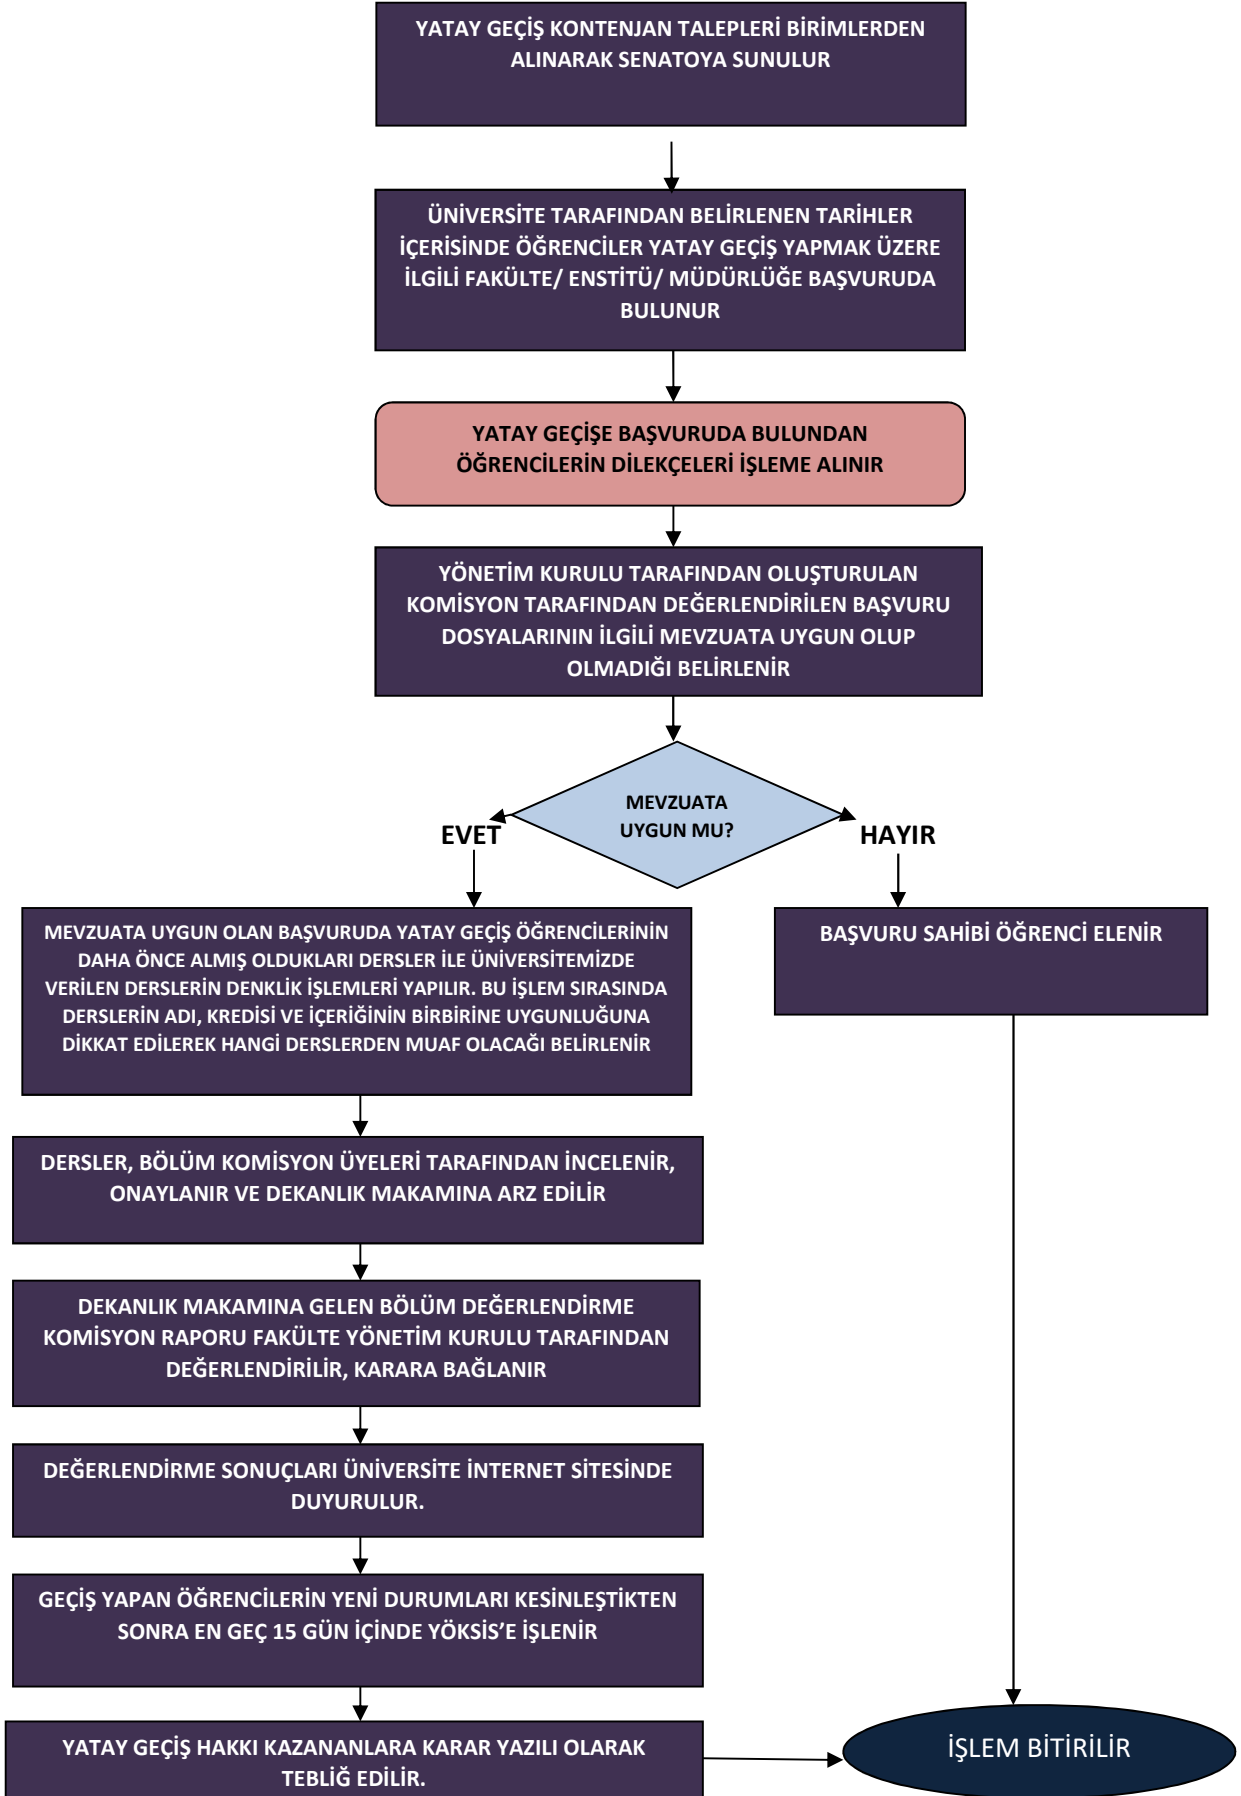 YATAY GEÇİŞ KONTENJAN TALEPLERİ BİRİMLERDEN
ALINARAK SENATOYA SUNULUR
ÜNİVERSİTE TARAFINDAN BELİRLENEN TARİHLER
İÇERİSİNDE ÖĞRENCİLER YATAY GEÇİŞ YAPMAK ÜZERE
İLGİLİ FAKÜLTE/ ENSTİTÜ/ MÜDÜRLÜĞE BAŞVURUDA
BULUNUR
YATAY GEÇİŞE BAŞVURUDA BULUNDAN
ÖĞRENCİLERİN DİLEKÇELERİ İŞLEME ALINIR
YÖNETİM KURULU TARAFINDAN OLUŞTURULAN
KOMİSYON TARAFINDAN DEĞERLENDİRİLEN BAŞVURU
DOSYALARININ İLGİLİ MEVZUATA UYGUN OLUP
OLMADIĞI BELİRLENİR
MEVZUATA
UYGUN MU?
EVET
HAYIR
MEVZUATA UYGUN OLAN BAŞVURUDA YATAY GEÇİŞ ÖĞRENCİLERİNİN
DAHA ÖNCE ALMIŞ OLDUKLARI DERSLER İLE ÜNİVERSİTEMİZDE
VERİLEN DERSLERİN DENKLİK İŞLEMLERİ YAPILIR. BU İŞLEM SIRASINDA
DERSLERİN ADI, KREDİSİ VE İÇERİĞİNİN BİRBİRİNE UYGUNLUĞUNA
DİKKAT EDİLEREK HANGİ DERSLERDEN MUAF OLACAĞI BELİRLENİR
BAŞVURU SAHİBİ ÖĞRENCİ ELENİR
DERSLER, BÖLÜM KOMİSYON ÜYELERİ TARAFINDAN İNCELENİR,
ONAYLANIR VE DEKANLIK MAKAMINA ARZ EDİLİR
DEKANLIK MAKAMINA GELEN BÖLÜM DEĞERLENDİRME
KOMİSYON RAPORU FAKÜLTE YÖNETİM KURULU TARAFINDAN
DEĞERLENDİRİLİR, KARARA BAĞLANIR
DEĞERLENDİRME SONUÇLARI ÜNİVERSİTE İNTERNET SİTESİNDE
DUYURULUR.
GEÇİŞ YAPAN ÖĞRENCİLERİN YENİ DURUMLARI KESİNLEŞTİKTEN
SONRA EN GEÇ 15 GÜN İÇİNDE YÖKSİS’E İŞLENİR
YATAY GEÇİŞ HAKKI KAZANANLARA KARAR YAZILI OLARAK
TEBLİĞ EDİLİR.
İŞLEM BİTİRİLİR